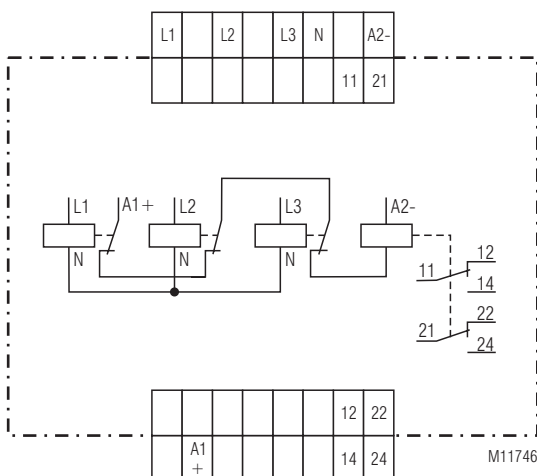 L1 L2 L3 N A2-
11 21
L1 A1+ L2 L3 A2-
N N N
11 12
14
21 22
24
12 22
A1
+ 14 24
M11746